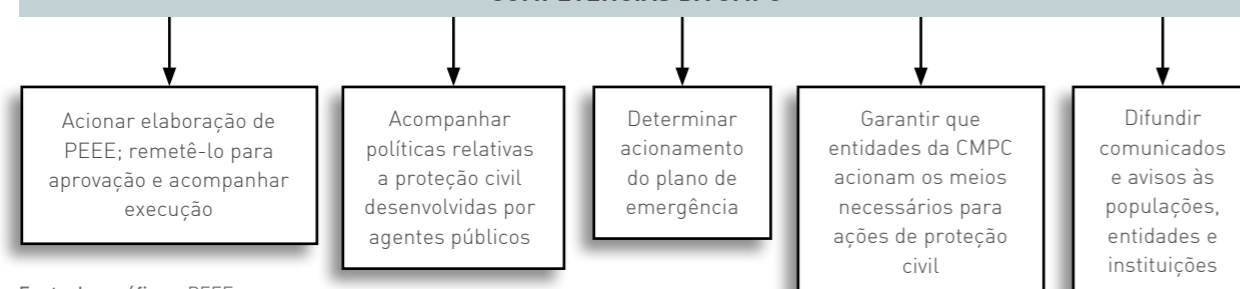 Acionar elaboração de
PEEE; remetê-lo para
aprovação e acompanhar
execução
Acompanhar
políticas relativas
a proteção civil
desenvolvidas por
agentes públicos
Determinar
acionamento
do plano de
emergência
Garantir que
entidades da CMPC
acionam os meios
necessários para
ações de proteção
civil
Difundir
comunicados
e avisos às
populações,
entidades e
instituições